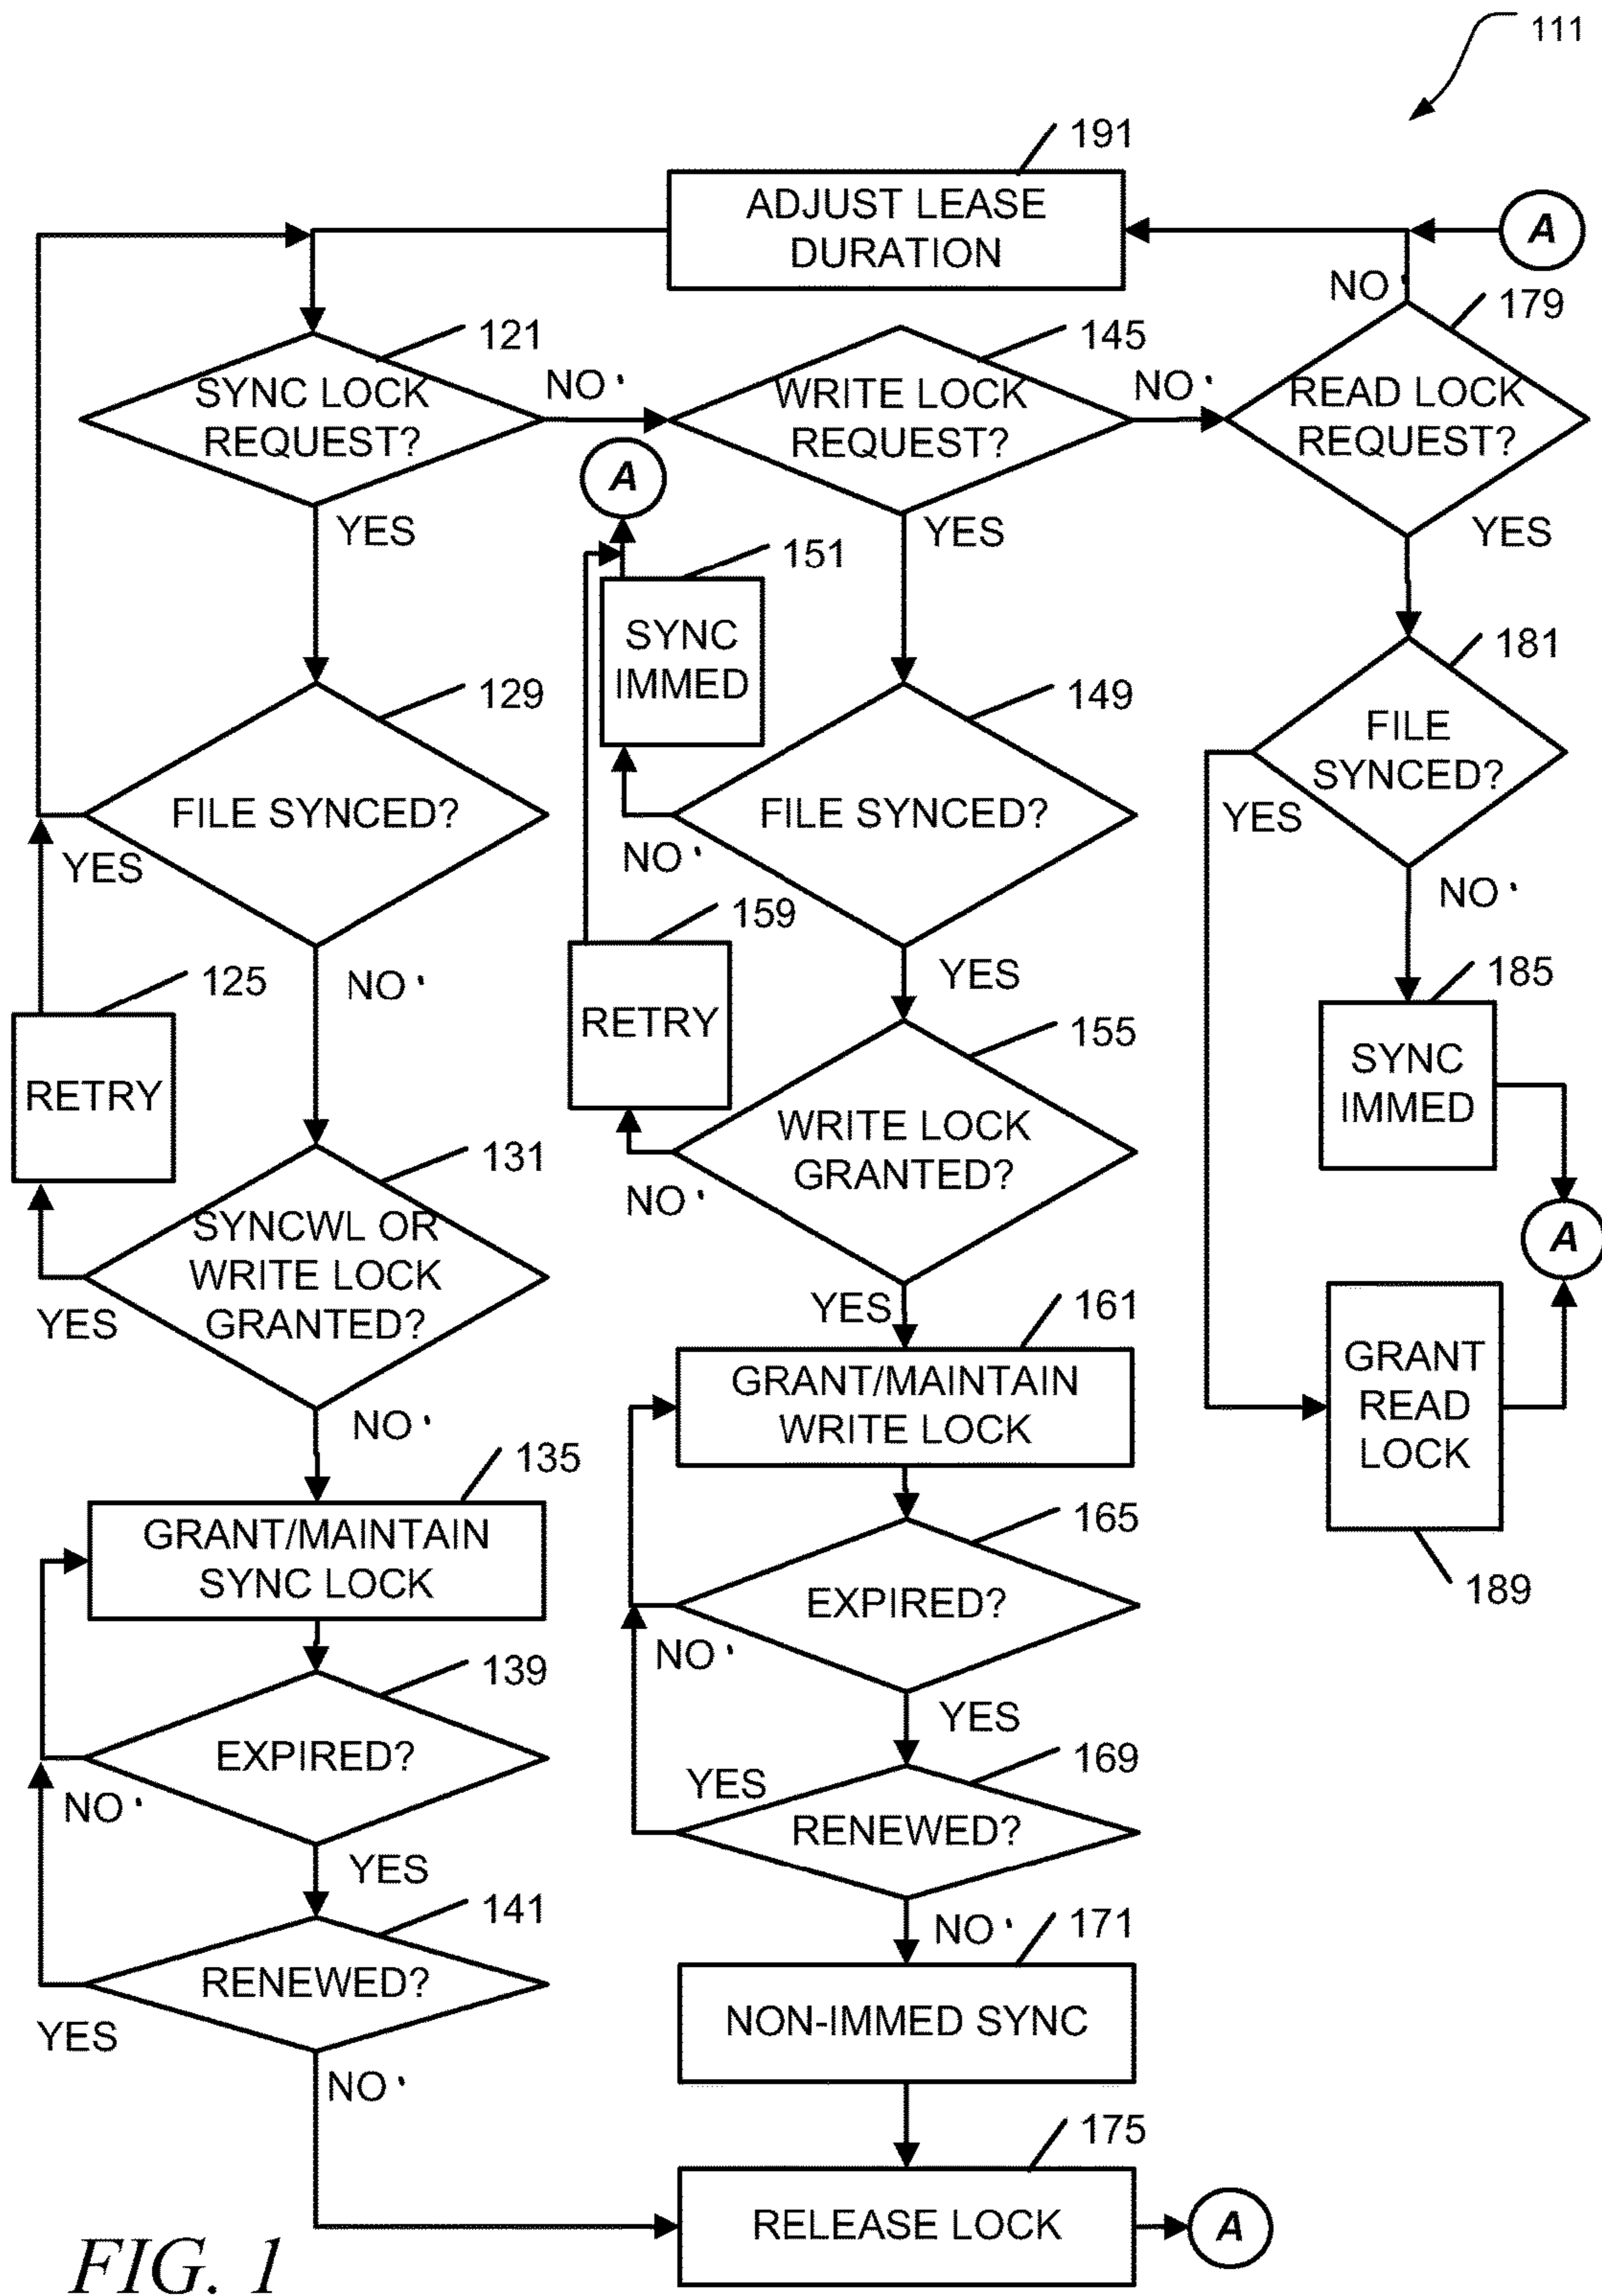 111
191
ADJUST LEASE
DURATION
A
NO
179
121
145
SYNC LOCK
REQUEST?
NO
WRITE LOCK
REQUEST?
NO
READ LOCK
REQUEST?
A
YES
YES
YES
151
SYNC
IMMED
181
129
149
FILE
SYNCED?
FILE SYNCED?
FILE SYNCED?
YES
NO
YES
NO
159
125
NO
YES
185
RETRY
155
RETRY
SYNC
IMMED
131
WRITE LOCK
GRANTED?
NO
SYNCWL OR
WRITE LOCK
GRANTED?
A
YES
YES
161
GRANT/MAINTAIN
WRITE LOCK
GRANT
READ
LOCK
NO
135
165
GRANT/MAINTAIN
SYNC LOCK
EXPIRED?
189
139
NO
EXPIRED?
YES
169
NO
YES
RENEWED?
YES
141
NO
171
RENEWED?
NON-IMMED SYNC
YES
NO
175
RELEASE LOCK
A
FIG. 1